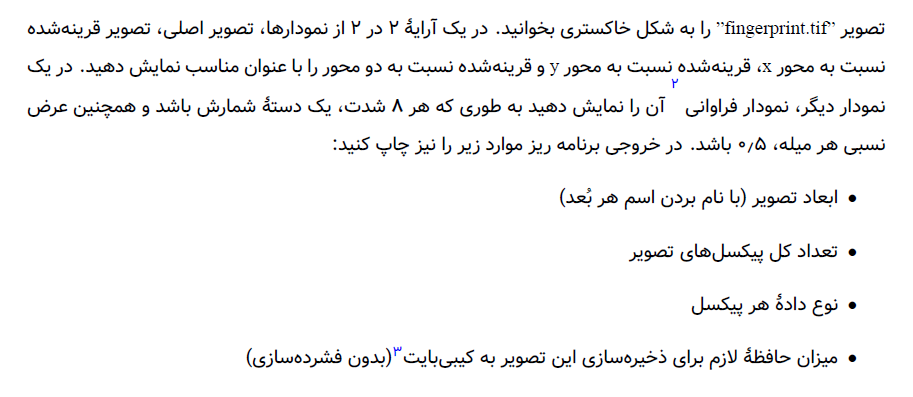 تصویر ”fingerprint.tif” را به شکل خاکستری بخوانید. در یک آرایهٔ ۲ در ۲ از نمودارها، تصویر اصلی، تصویر قرینه‌شده
نسبت به محور x، قرینه‌شده نسبت به محور y و قرینه‌شده نسبت به دو محور را با عنوان مناسب نمایش دهید. در یک
نمودار دیگر، نمودار فراوانی ۲ آن را نمایش دهید به طوری که هر ۸ شدت، یک دستهٔ شمارش باشد و همچنین عرض
نسبی هر میله، ۰٫۵ باشد. در خروجی برنامه ریز موارد زیر را نیز چاپ کنید:
• ابعاد تصویر (با نام بردن اسم هر بُعد)
• تعداد کل پیکسل‌های تصویر
• نوع دادهٔ هر پیکسل
• میزان حافظهٔ لازم برای ذخیره‌سازی این تصویر به کیبی‌بایت۳(بدون فشرده‌سازی)